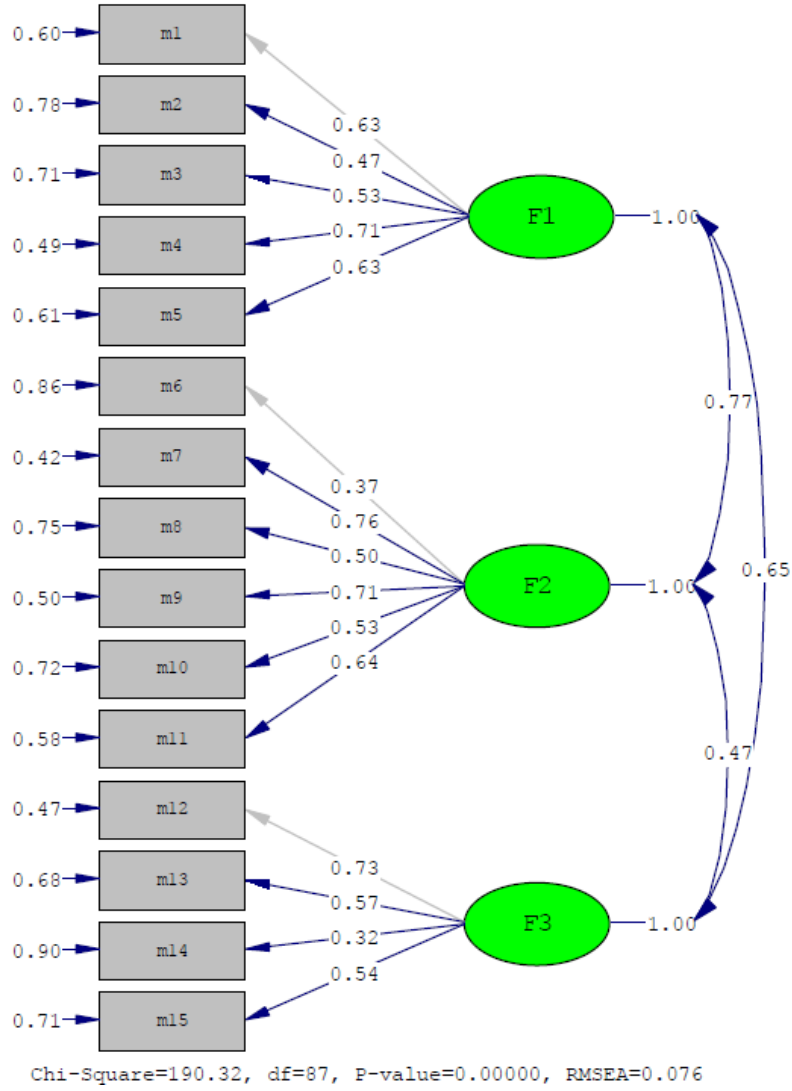 0.60 m1
0.63
0.78 m2
0.47
0.71 m3
0.53
F1 1.00
0.49 m4
0.71
0.63
0.61 m5
0.86 m6
0.77
0.42 m7
0.37
0.76
0.75 m8
0.50
0.65
F2 1.00
0.50 m9
0.71
0.53
0.72 m10
0.64
0.58 m11
0.47
0.47 m12
0.73
0.68 m13
0.57
F3 1.00
0.90 m14
0.32
0.54
0.71 m15
Chi-Square=190.32, df=87, P-value=0.00000, RMSEA=0.076